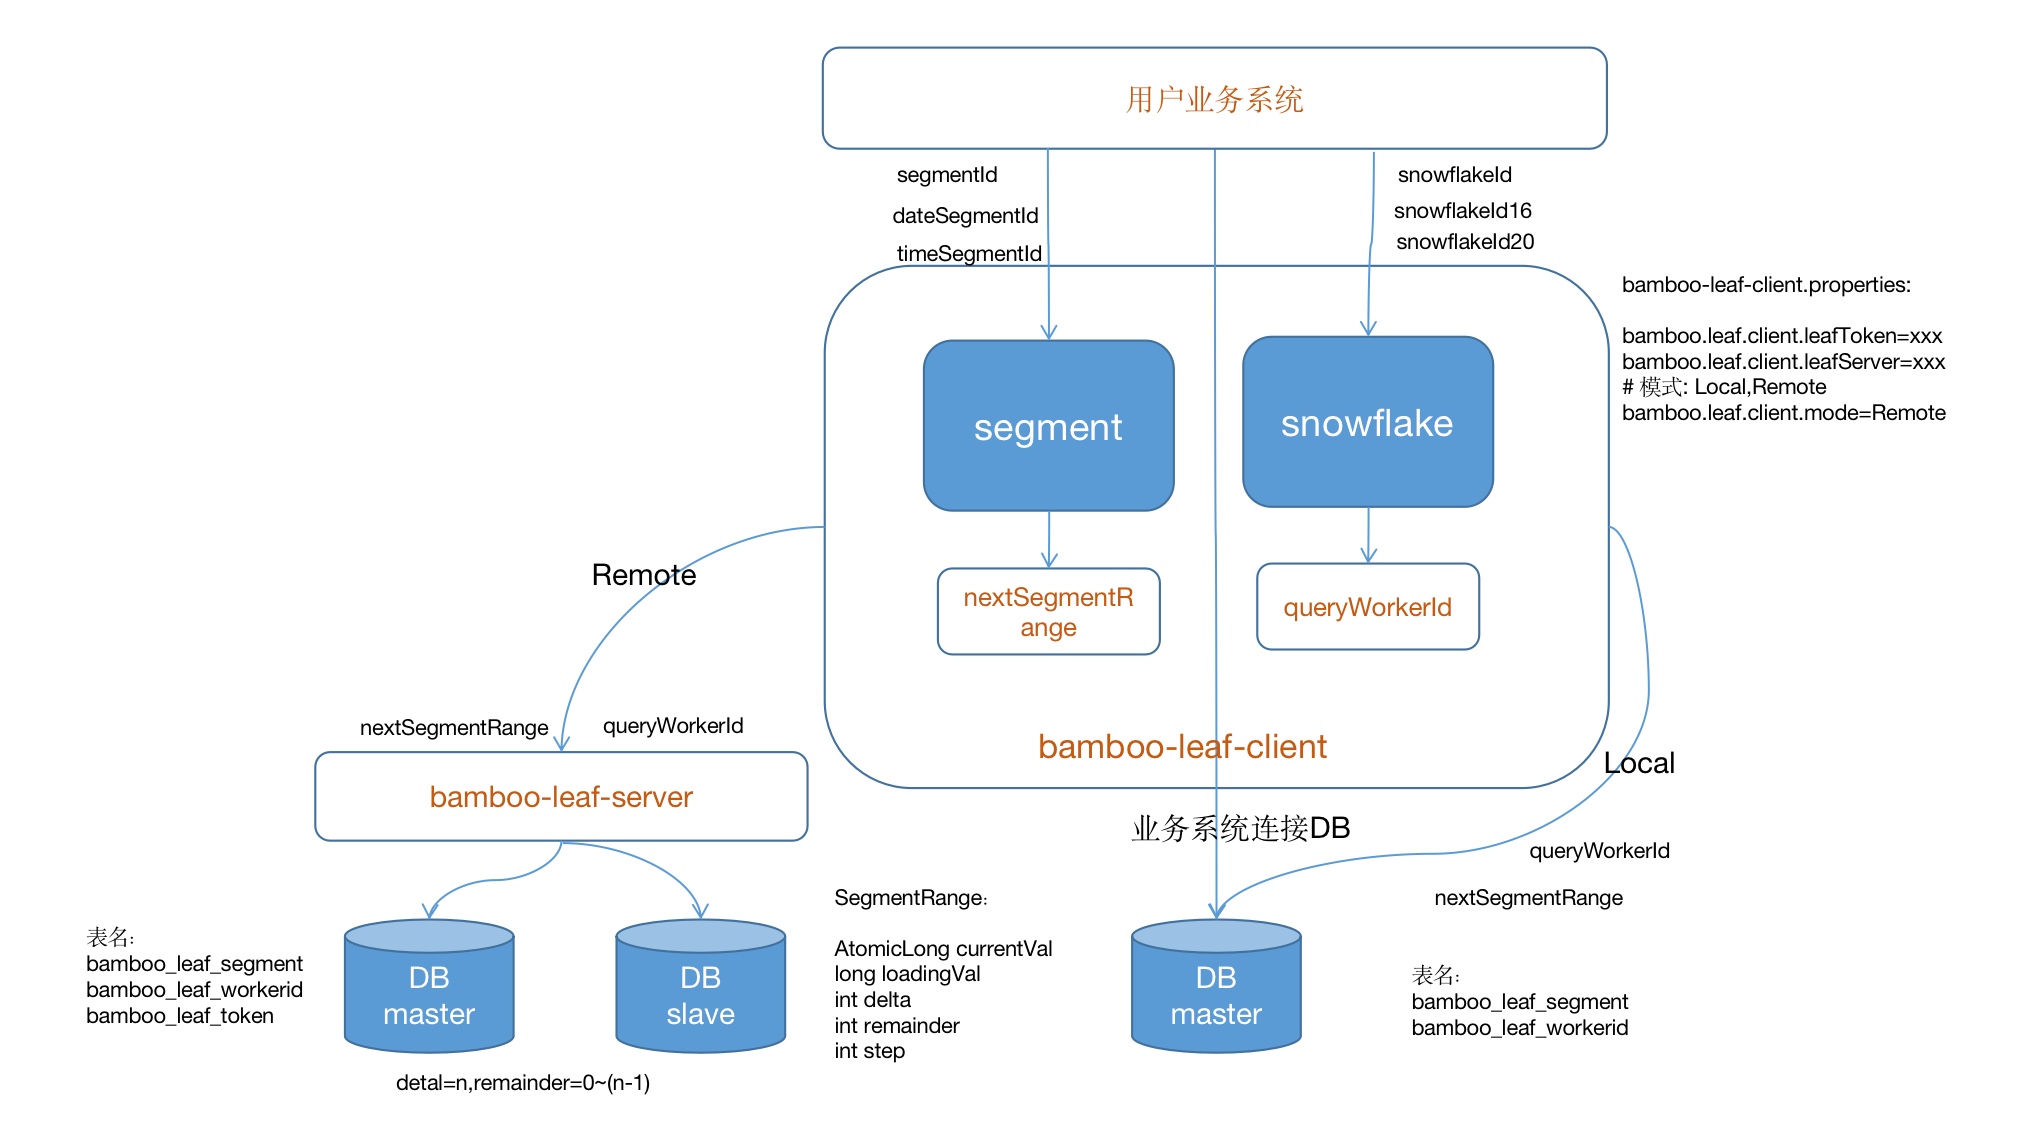 用户业务系统
segmentId
dateSegmentId
timeSegmentId
snowflakeId
snowflakeId16
snowflakeId20
bamboo-leaf-client.properties:
bamboo.leaf.client.leafToken=xxx
bamboo.leaf.client.leafServer=xxx
# 模式: Local,Remote
bamboo.leaf.client.mode=Remote
segment
snowflake
nextSegmentR
ange
queryWorkerId
bamboo-leaf-client
Remote
Local
nextSegmentRange
queryWorkerId
bamboo-leaf-server
业务系统连接DB
queryWorkerId
nextSegmentRange
表名:
bamboo_leaf_segment
bamboo_leaf_workerid
bamboo_leaf_token
DB
master
DB
slave
detal=n,remainder=0~(n-1)
SegmentRange:
AtomicLong currentVal
long loadingVal
int delta
int remainder
int step
DB
master
表名:
bamboo_leaf_segment
bamboo_leaf_workerid